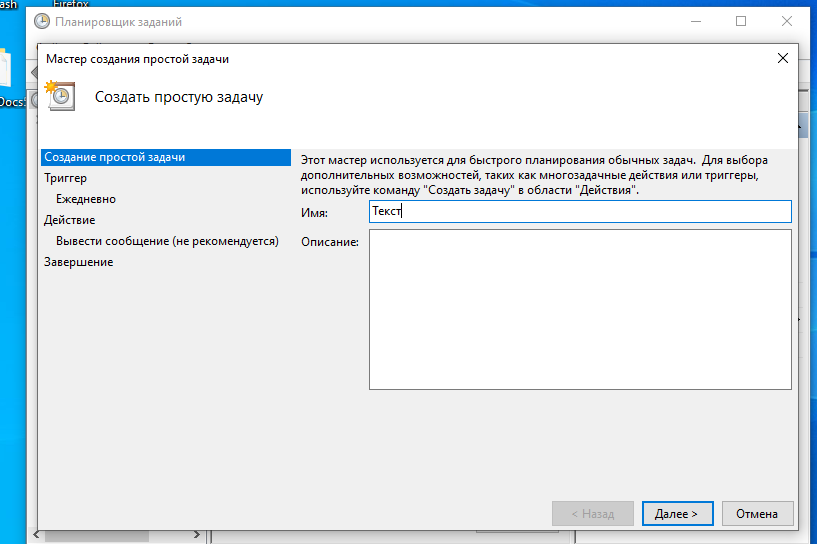 ash
Firefox
Планировщик заданий
Мастер создания простой задачи
Создать простую задачу
Docs
Создание простой задачи
Триггер
Ежедневно
Действие
Вывести сообщение (не рекомендуется)
Завершение
Этот мастер используется для быстрого планирования обычных задач. Для выбора
дополнительных возможностей, таких как многозадачные действия или триггеры,
используйте команду "Создать задачу" в области "Действия".
Имя:
Текст
Описание:
< Назад
Далее >
Отмена